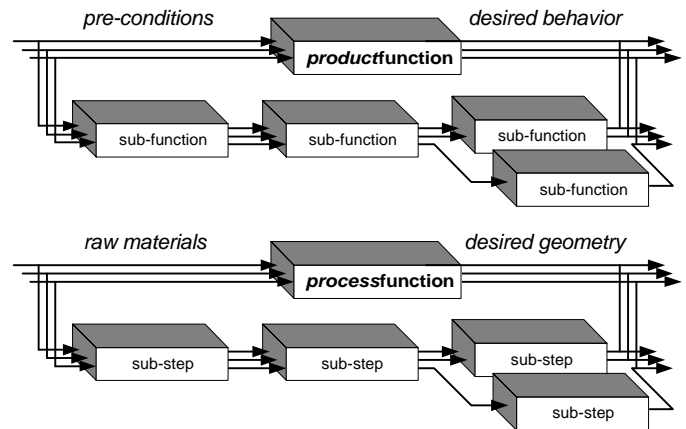 pre-conditions
desired behavior
productfunction
sub-function
sub-function
sub-function
sub-function
raw materials
desired geometry
processfunction
sub-step
sub-step
sub-step
sub-step